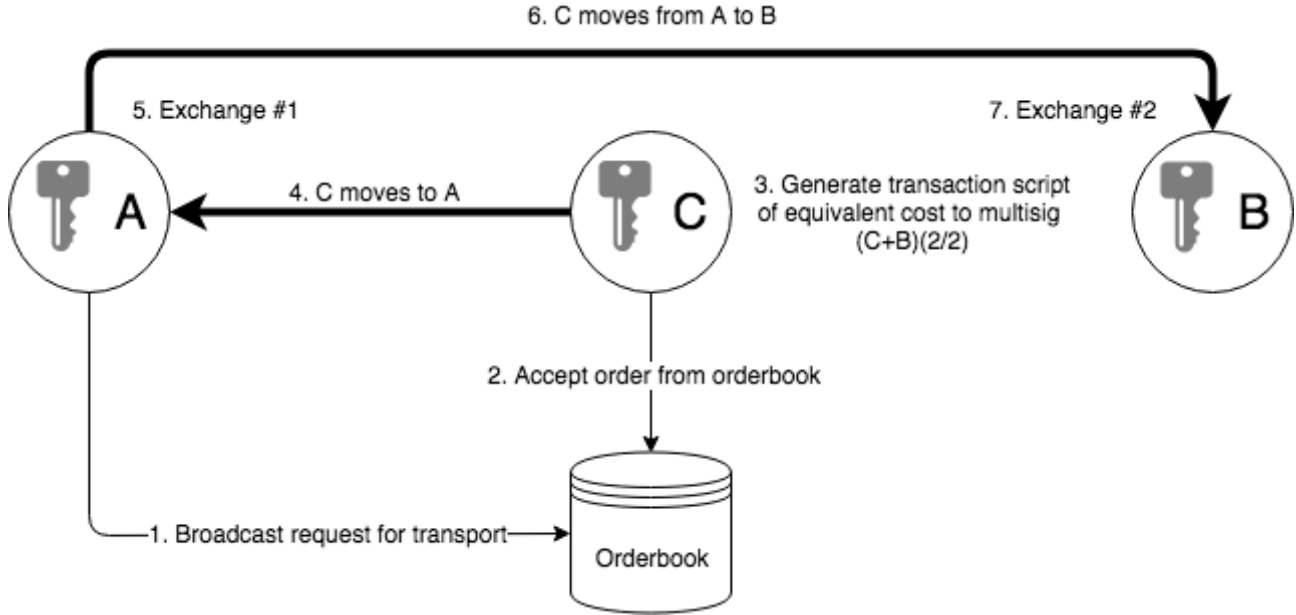 6. C moves from A to B
5. Exchange #1
7. Exchange #2
A
4. C moves to A
C
3. Generate transaction script
of equivalent cost to multisig
(C+B)(2/2)
B
2. Accept order from orderbook
1. Broadcast request for transport
Orderbook